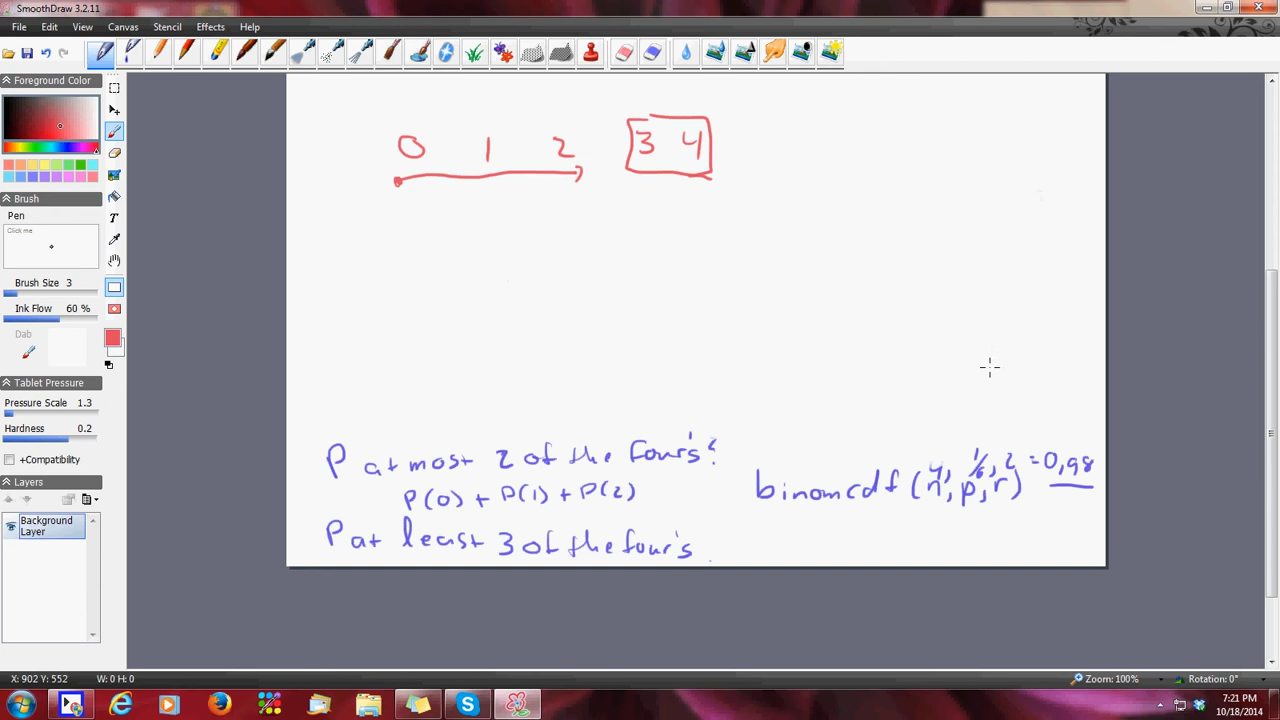 SmoothDraw 3.2.11
File Edit View Canvas Stencil Effects Help
Foreground Color
Brush
Pen
Click me
Brush Size 3
Ink Flow 60 %
Dab
Tablet Pressure
Pressure Scale 1.3
Hardness 0.2
+Compatibility
Layers
Background Layer
0 1 2 3 4
P at most 2 of the four's?
P(0) + P(1) + P(2)
4, 1/6, 2 = 0,98
binomcdf (n, p, r)
P at least 3 of the four's
X: 902 Y: 552 W: 0 H: 0 Zoom: 100% Rotation: 0°
7:21 PM
10/18/2014